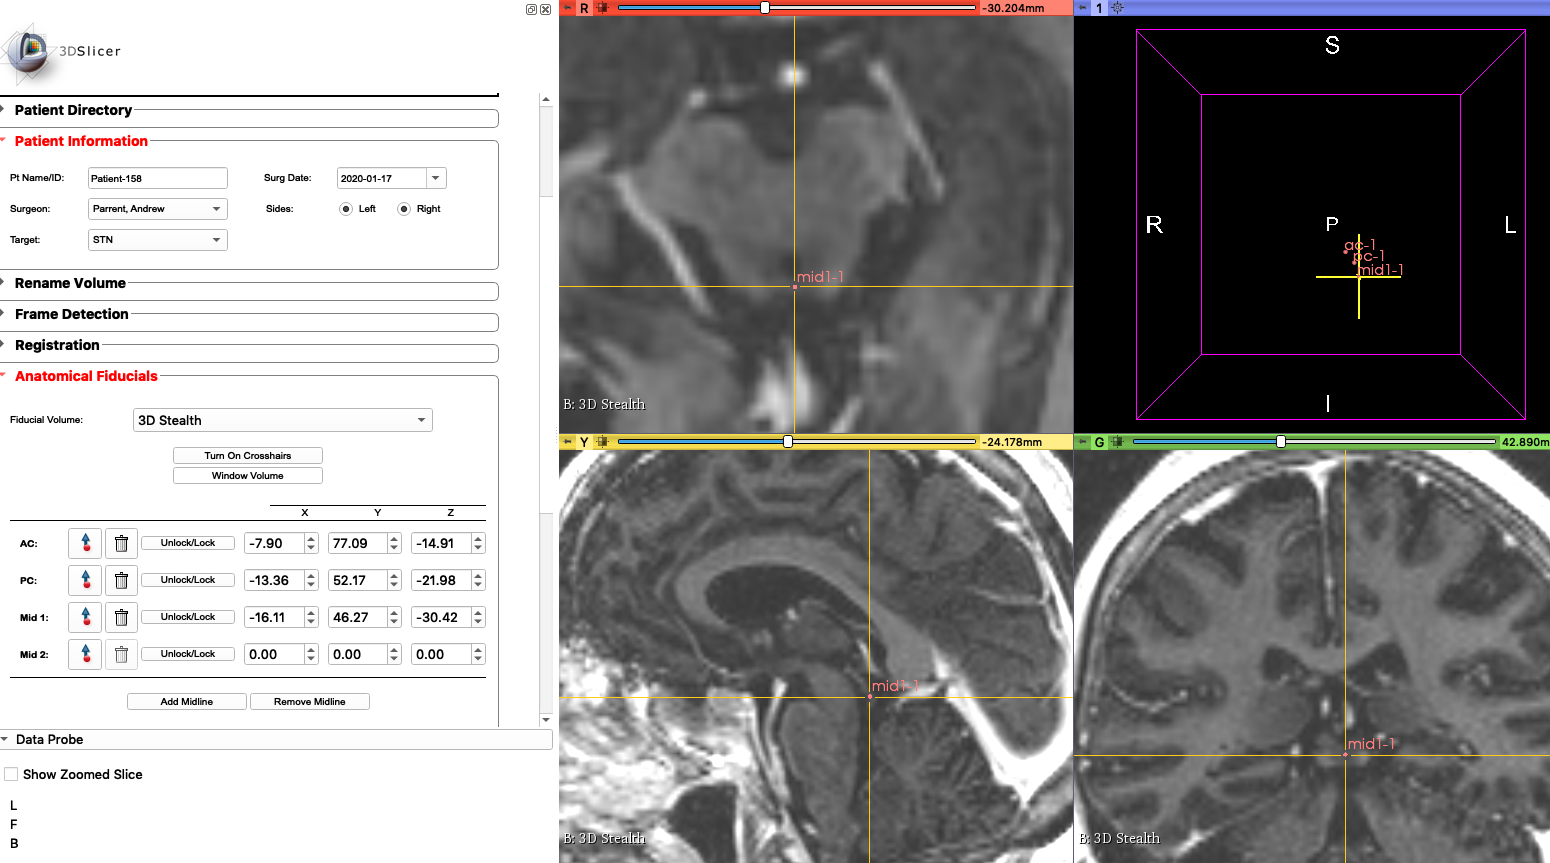 3DSlicer
Patient Directory
Patient Information
Pt Name/ID: Patient-158 Surg Date: 2020-01-17
Surgeon: Parrent, Andrew Sides: Left Right
Target: STN
Rename Volume
Frame Detection
Registration
Anatomical Fiducials
Fiducial Volume: 3D Stealth
Turn On Crosshairs
Window Volume
X Y Z
AC: Unlock/Lock -7.90 77.09 -14.91
PC: Unlock/Lock -13.36 52.17 -21.98
Mid 1: Unlock/Lock -16.11 46.27 -30.42
Mid 2: Unlock/Lock 0.00 0.00 0.00
Add Midline Remove Midline
Data Probe
Show Zoomed Slice
L
F
B
R -30.204mm
mid1-1
B: 3D Stealth
1
S
R P L
ac-1
pc-1
mid1-1
I
Y -24.178mm
mid1-1
B: 3D Stealth
G 42.890m
mid1-1
B: 3D Stealth